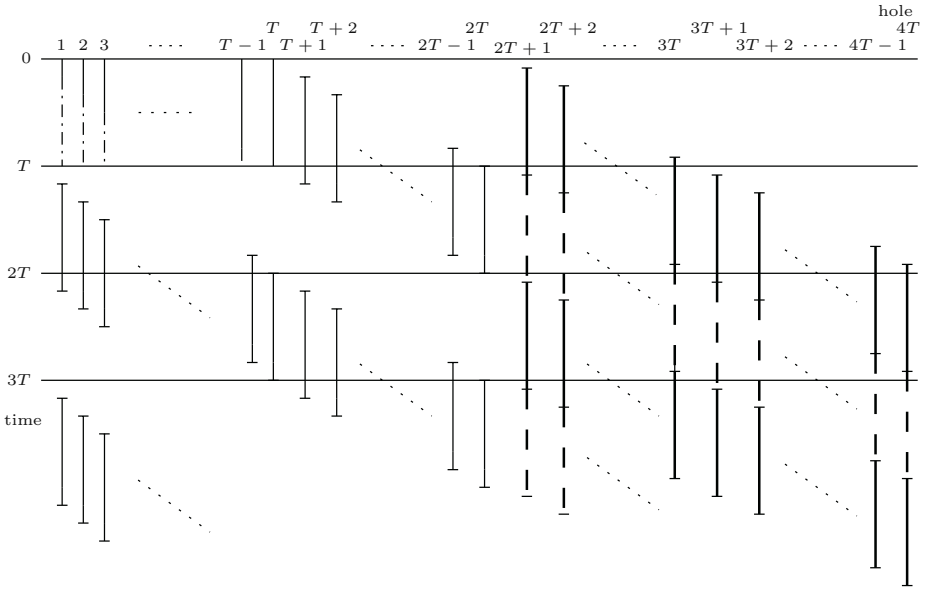 hole
T T + 2 2T 2T + 2 3T + 1 4T
1 2 3 ···· T − 1 T + 1 ···· 2T − 1 2T + 1 ···· 3T 3T + 2 ···· 4T − 1
0
T
2T
3T
time